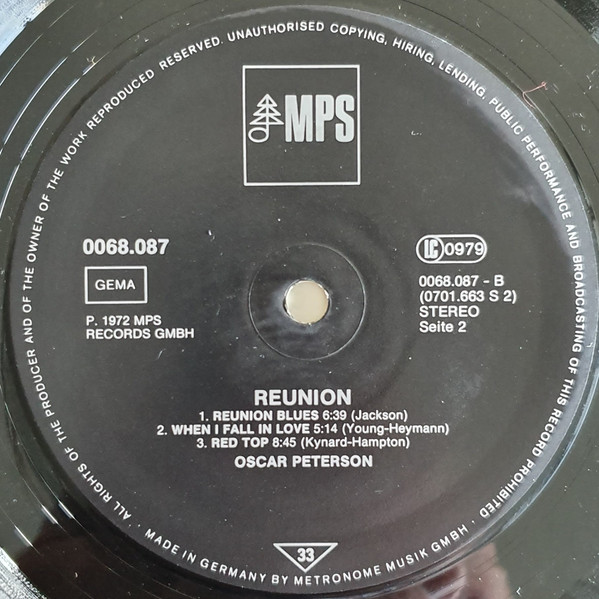 ALL RIGHTS OF THE PRODUCER AND OF THE OWNER OF THE WORK REPRODUCED RESERVED. UNAUTHORISED COPYING, HIRING, LENDING, PUBLIC PERFORMANCE AND BROADCASTING OF THIS RECORD PROHIBITED ·
MPS
0068.087
GEMA
P. 1972 MPS
RECORDS GMBH
LC 0979
0068.087 - B
(0701.663 S 2)
STEREO
Seite 2
REUNION
1. REUNION BLUES 6:39 (Jackson)
2. WHEN I FALL IN LOVE 5:14 (Young-Heymann)
3. RED TOP 8:45 (Kynard-Hampton)
OSCAR PETERSON
33
· MADE IN GERMANY BY METRONOME MUSIK GMBH ·